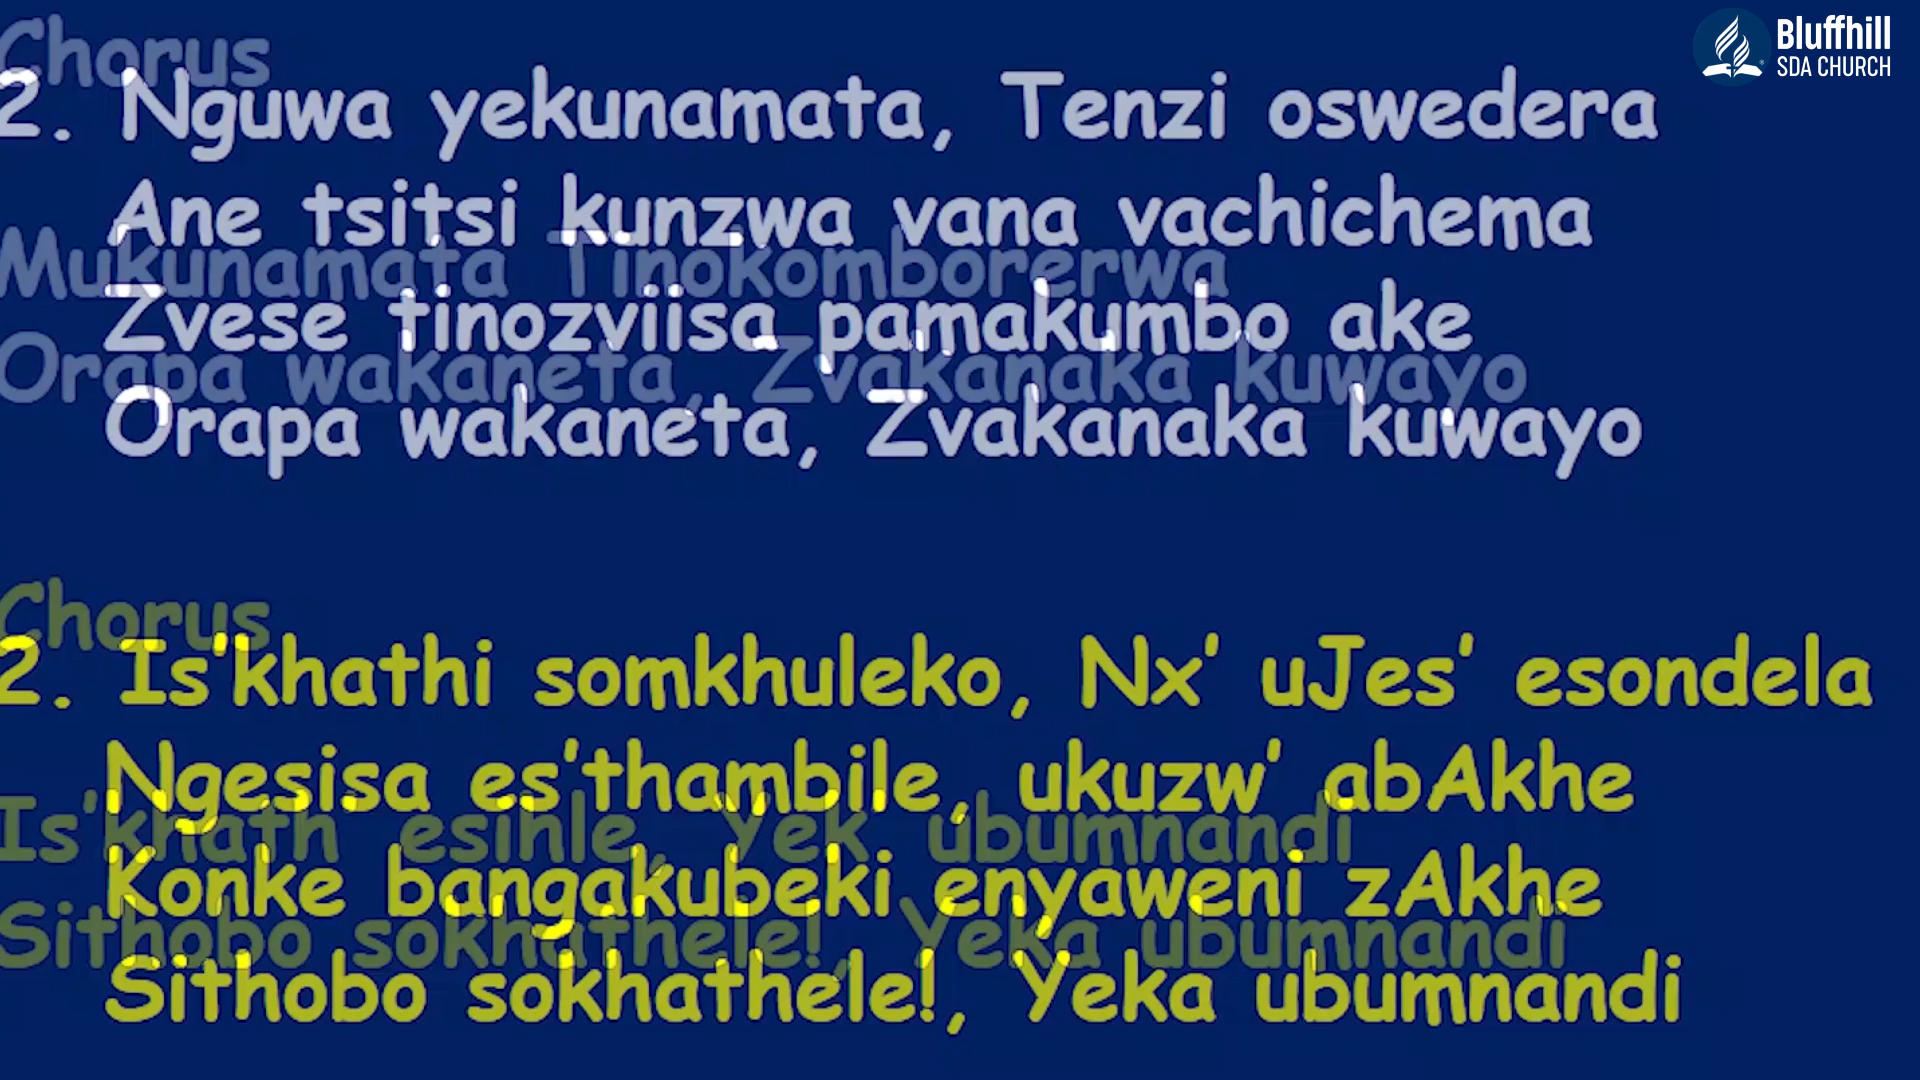 Bluffhill
SDA CHURCH
Chorus
2. Nguwa yekunamata, Tenzi oswedera
Ane tsitsi kunzwa vana vachichema
Mukunamata Tinokomborerwa
Zvese tinozviisa pamakumbo ake
Orapa wakaneta, Zvakanaka kuwayo
Orapa wakaneta, Zvakanaka kuwayo
Chorus
2. Is'khathi somkhuleko, Nx' uJes' esondela
Ngesisa es'thambile, ukuzw' abAkhe
Is'khath' esihle, Yek' ubumnandi
Konke bangakubeki enyaweni zAkhe
Sithobo sokhathele!, Yeka ubumnandi
Sithobo sokhathele!, Yeka ubumnandi